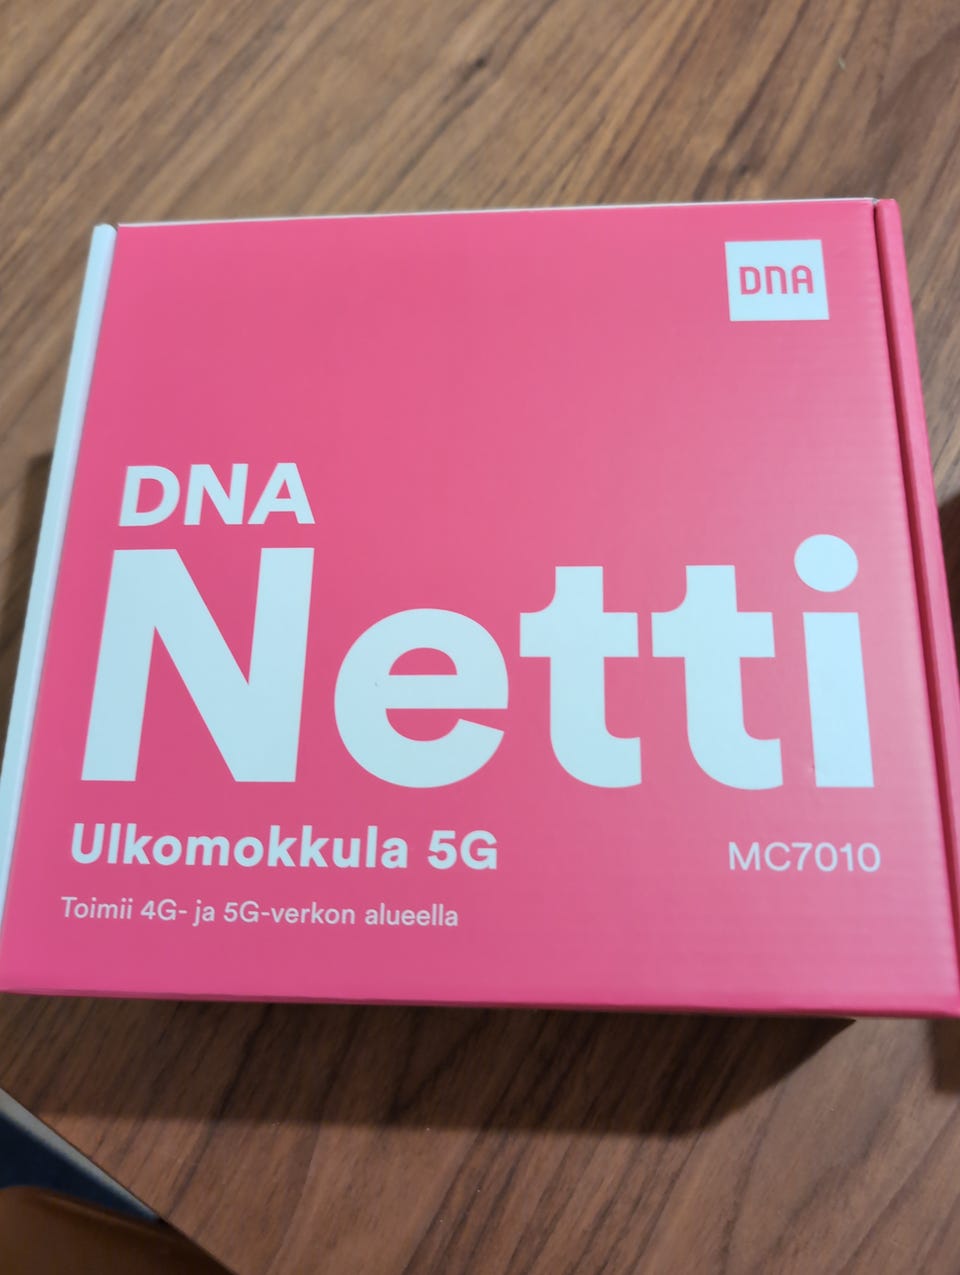 DNA
DNA
Netti
Ulkomokkula 5G
MC7010
Toimii 4G- ja 5G-verkon alueella